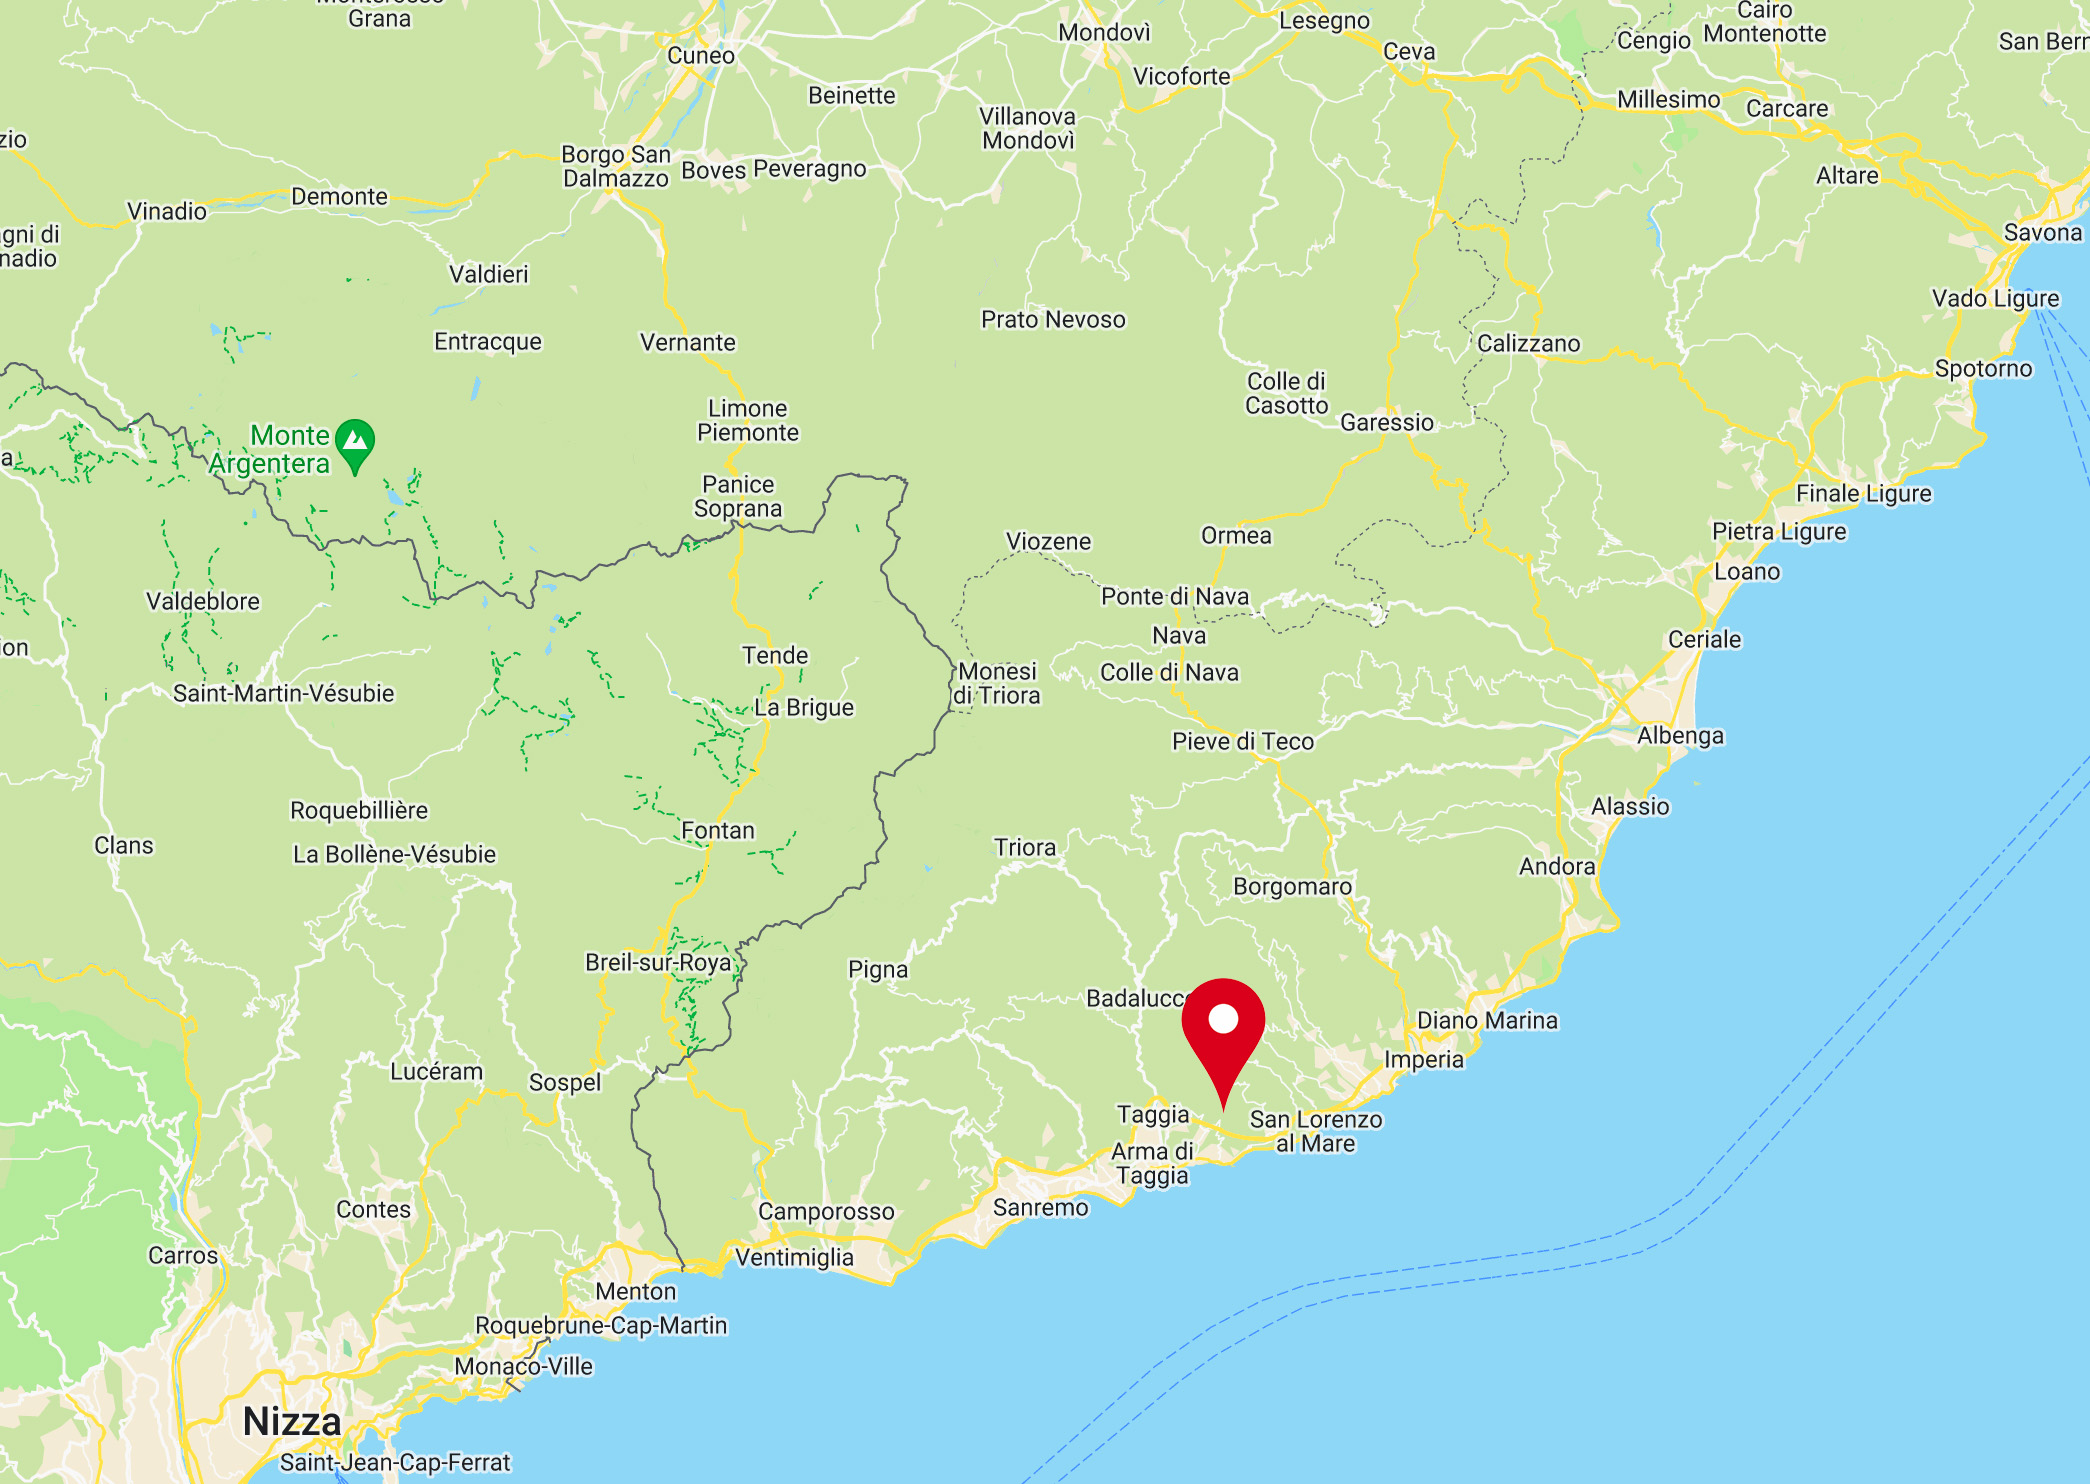 Grana
Cuneo
Mondovì
Lesegno
Ceva
Cengio
Cairo
Montenotte
San Bern
Vicoforte
Beinette
Villanova
Mondovì
Millesimo
Carcare
zio
Borgo San
Dalmazzo
Boves
Peveragno
Altare
Demonte
Vinadio
agni di
nadio
Savona
Valdieri
Vado Ligure
Prato Nevoso
Entracque
Vernante
Calizzano
Spotorno
Colle di
Casotto
Limone
Piemonte
Garessio
Monte
Argentera
a
Panice
Soprana
Finale Ligure
Pietra Ligure
Viozene
Ormea
Loano
Valdeblore
Ponte di Nava
Nava
Ceriale
ion
Tende
Monesi
di Triora
Colle di Nava
Saint-Martin-Vésubie
La Brigue
Pieve di Teco
Albenga
Roquebillière
Alassio
Fontan
Clans
La Bollène-Vésubie
Triora
Andora
Borgomaro
Breil-sur-Roya
Pigna
Badalucco
Diano Marina
Imperia
Lucéram
Sospel
Taggia
San Lorenzo
al Mare
Arma di
Taggia
Contes
Camporosso
Sanremo
Carros
Ventimiglia
Menton
Roquebrune-Cap-Martin
Monaco-Ville
Nizza
Saint-Jean-Cap-Ferrat